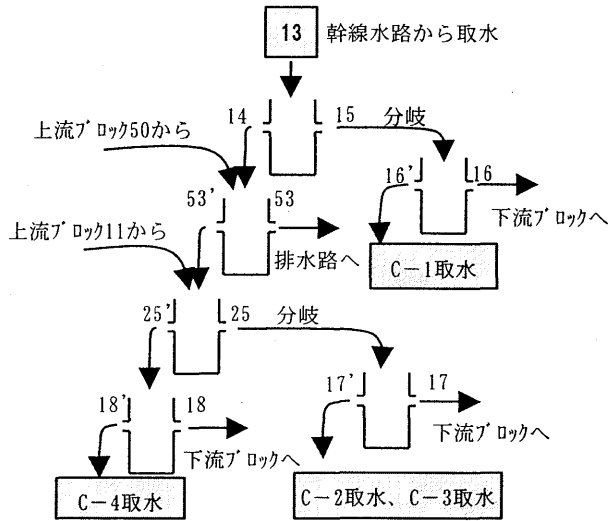 13 幹線水路から取水
14 15 分岐
上流ブロック50から
16' 16
53' 53
下流ブロックへ
上流ブロック11から
排水路へ
C-1取水
25' 25 分岐
17' 17
18' 18
下流ブロックへ
下流ブロックへ
C-4取水
C-2取水、C-3取水